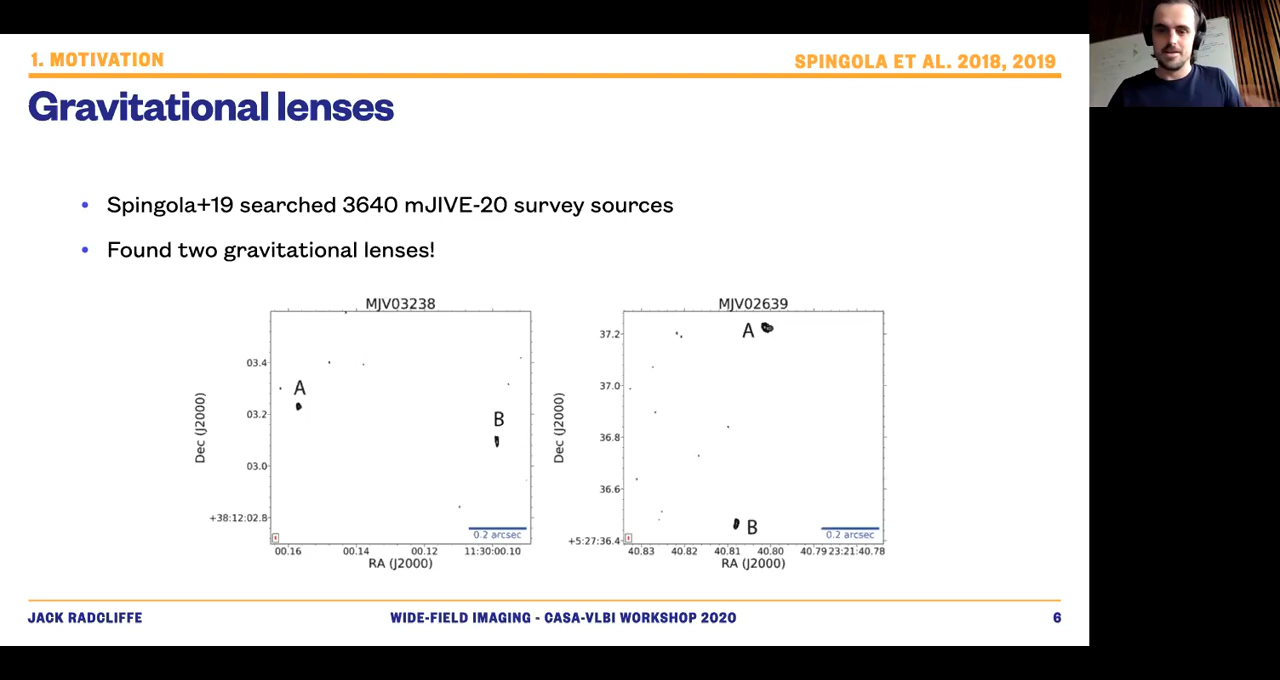 1. MOTIVATION
SPINGOLA ET AL. 2018, 2019
Gravitational lenses
• Spingola+19 searched 3640 mJIVE-20 survey sources
• Found two gravitational lenses!
MJV03238
Dec (J2000)
03.4
03.2
03.0
+38:12:02.8
A
B
0.2 arcsec
00.16 00.14 00.12 11:30:00.10
RA (J2000)
MJV02639
Dec (J2000)
37.2
37.0
36.8
36.6
+5:27:36.4
A
B
0.2 arcsec
40.83 40.82 40.81 40.80 40.79 23:21:40.78
RA (J2000)
JACK RADCLIFFE
WIDE-FIELD IMAGING - CASA-VLBI WORKSHOP 2020
6